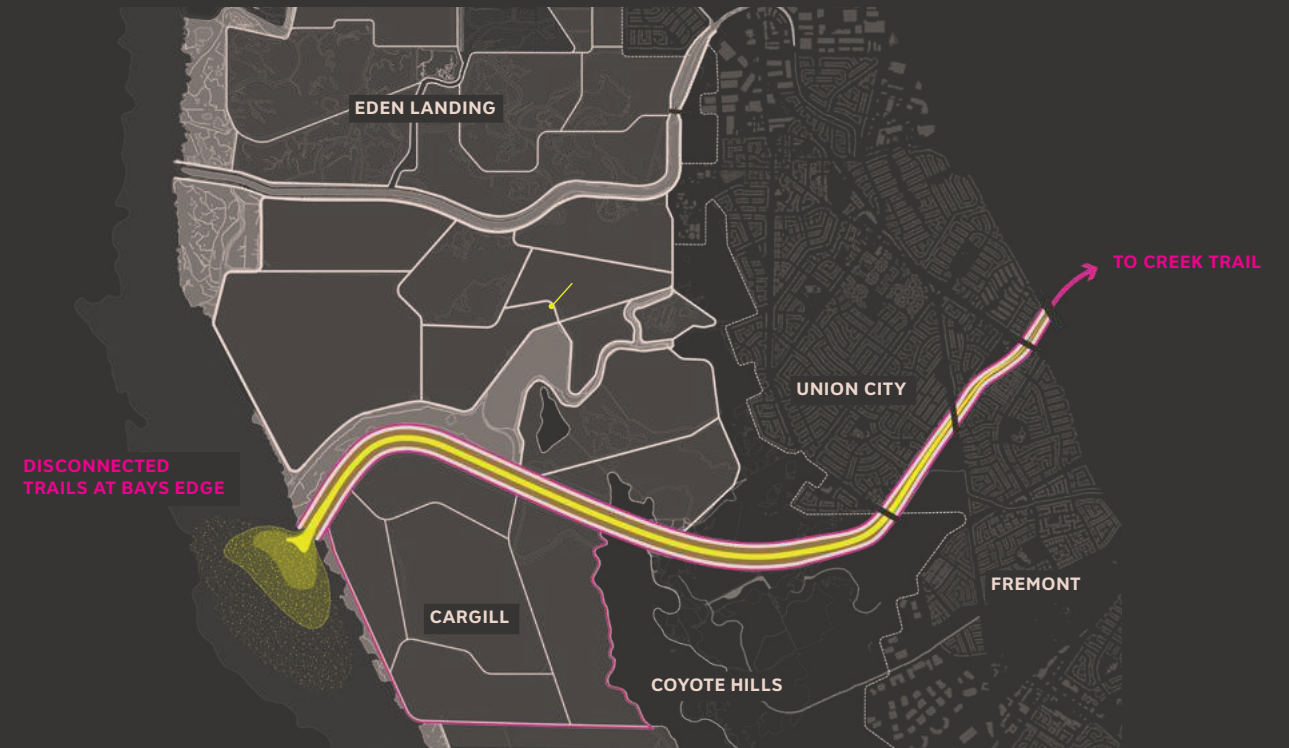 EDEN LANDING
TO CREEK TRAIL
UNION CITY
DISCONNECTED
TRAILS AT BAYS EDGE
FREMONT
CARGILL
COYOTE HILLS